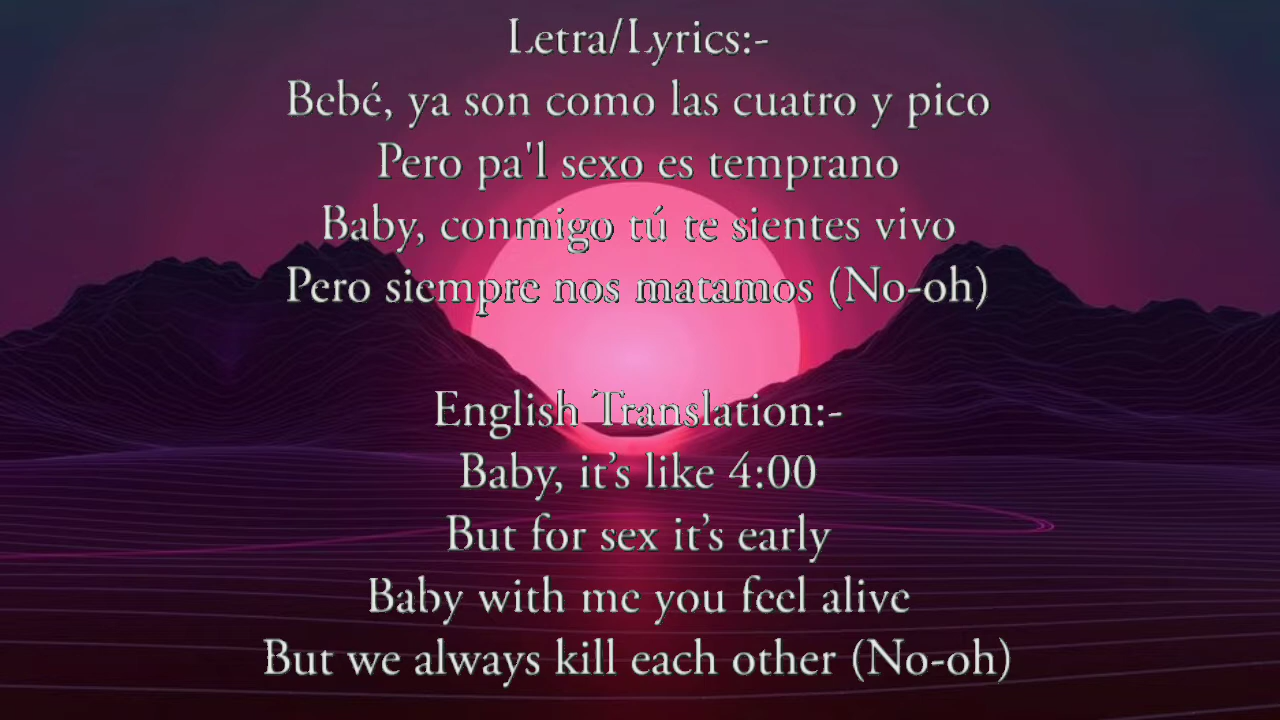 Letra/Lyrics:-
Bebé, ya son como las cuatro y pico
Pero pa'l sexo es temprano
Baby, conmigo tú te sientes vivo
Pero siempre nos matamos (No-oh)
English Translation:-
Baby, it’s like 4:00
But for sex it’s early
Baby with me you feel alive
But we always kill each other (No-oh)